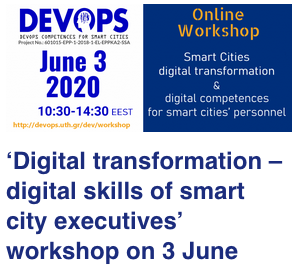 DEVOPS
DEVOPS COMPETENCES FOR SMART CITIES
Project No.: 601015-EPP-1-2018-1-EL-EPPKA2-SSA
June 3
2020
10:30-14:30 EEST
http://devops.uth.gr/dev/workshop
Online
Workshop
Smart Cities
digital transformation
&
digital competences
for smart cities' personnel
‘Digital transformation –
digital skills of smart
city executives’
workshop on 3 June